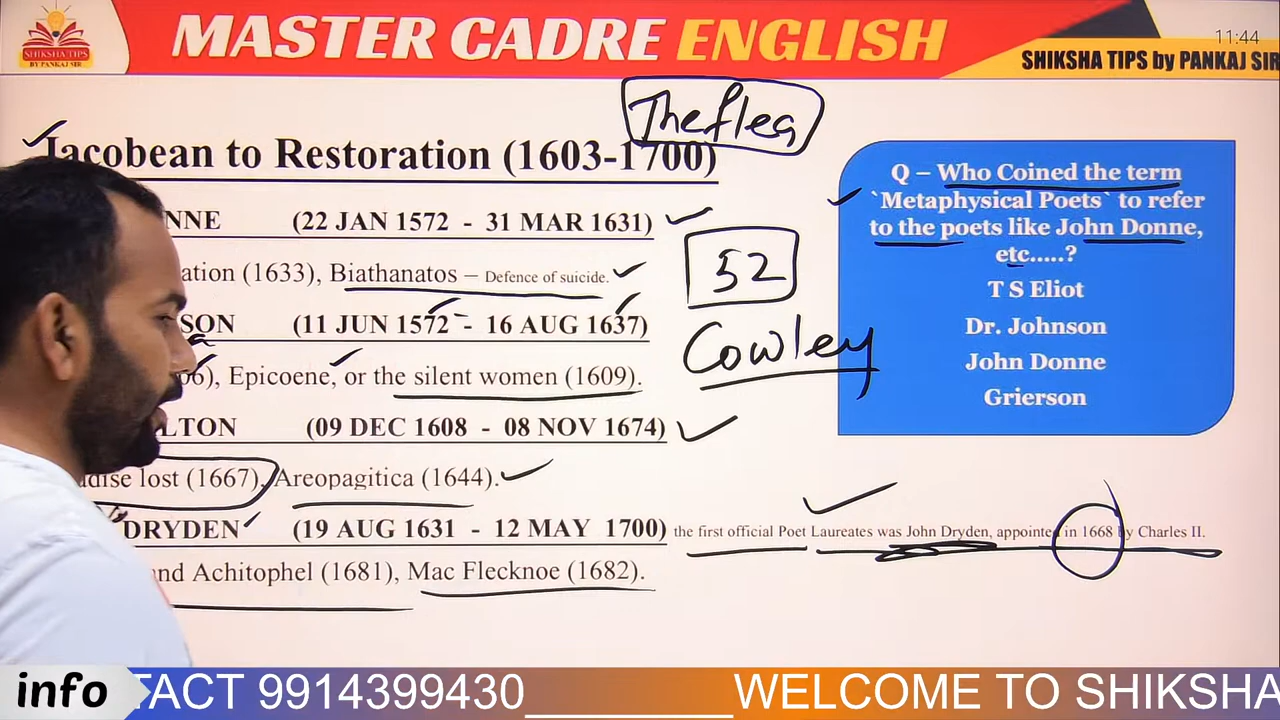 SHIKSHA TIPS
BY PANKAJ SIR
MASTER CADRE ENGLISH
11:44
SHIKSHA TIPS by PANKAJ SIR
The flea
Jacobean to Restoration (1603-1700)
NNE (22 JAN 1572 - 31 MAR 1631)
ation (1633), Biathanatos – Defence of suicide.
52
SON (11 JUN 1572 - 16 AUG 1637)
Cowley
06), Epicoene, or the silent women (1609).
LTON (09 DEC 1608 - 08 NOV 1674)
dise lost (1667), Areopagitica (1644).
DRYDEN (19 AUG 1631 - 12 MAY 1700) the first official Poet Laureates was John Dryden, appointed in 1668 by Charles II.
nd Achitophel (1681), Mac Flecknoe (1682).
Q – Who Coined the term
`Metaphysical Poets` to refer
to the poets like John Donne,
etc.....?
T S Eliot
Dr. Johnson
John Donne
Grierson
info
TACT 9914399430 WELCOME TO SHIKSHA